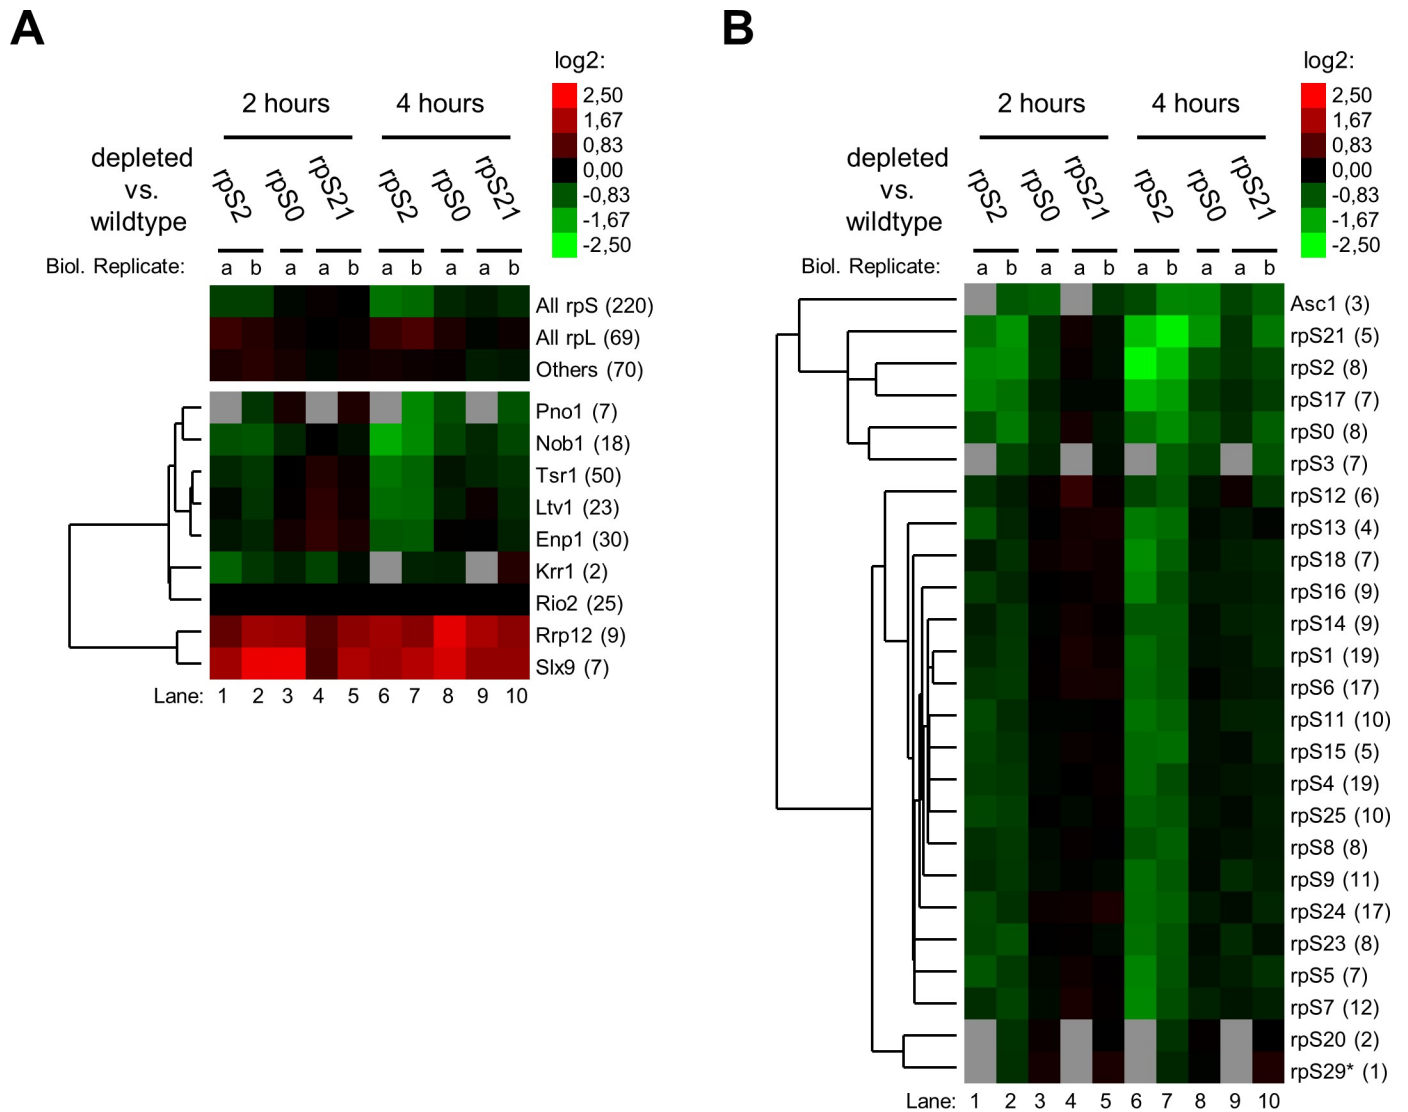 A
log2:
2,50
1,67
0,83
0,00
-0,83
-1,67
-2,50
2 hours
4 hours
depleted
vs.
wildtype
rpS2
rpS0
rpS21
rpS2
rpS0
rpS21
Biol. Replicate:
a b a a b a b a a b
All rpS (220)
All rpL (69)
Others (70)
Pno1 (7)
Nob1 (18)
Tsr1 (50)
Ltv1 (23)
Enp1 (30)
Krr1 (2)
Rio2 (25)
Rrp12 (9)
Slx9 (7)
Lane: 1 2 3 4 5 6 7 8 9 10
B
log2:
2,50
1,67
0,83
0,00
-0,83
-1,67
-2,50
2 hours
4 hours
depleted
vs.
wildtype
rpS2
rpS0
rpS21
rpS2
rpS0
rpS21
Biol. Replicate:
a b a a b a b a a b
Asc1 (3)
rpS21 (5)
rpS2 (8)
rpS17 (7)
rpS0 (8)
rpS3 (7)
rpS12 (6)
rpS13 (4)
rpS18 (7)
rpS16 (9)
rpS14 (9)
rpS1 (19)
rpS6 (17)
rpS11 (10)
rpS15 (5)
rpS4 (19)
rpS25 (10)
rpS8 (8)
rpS9 (11)
rpS24 (17)
rpS23 (8)
rpS5 (7)
rpS7 (12)
rpS20 (2)
rpS29* (1)
Lane: 1 2 3 4 5 6 7 8 9 10